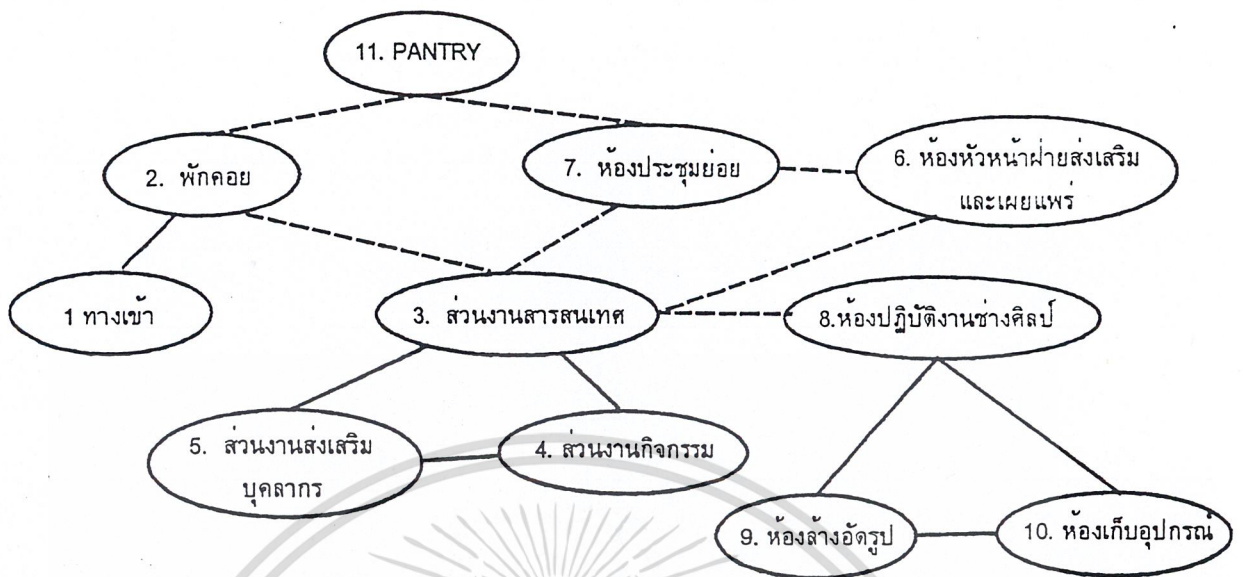 11. PANTRY
2. พักคอย
7. ห้องประชุมย่อย
6. ห้องหัวหน้าฝ่ายส่งเสริม
และเผยแพร่
1 ทางเข้า
3. ส่วนงานสารสนเทศ
8.ห้องปฏิบัติงานช่างศิลป์
5. ส่วนงานส่งเสริม
บุคลากร
4. ส่วนงานกิจกรรม
9. ห้องล้างอัดรูป
10. ห้องเก็บอุปกรณ์